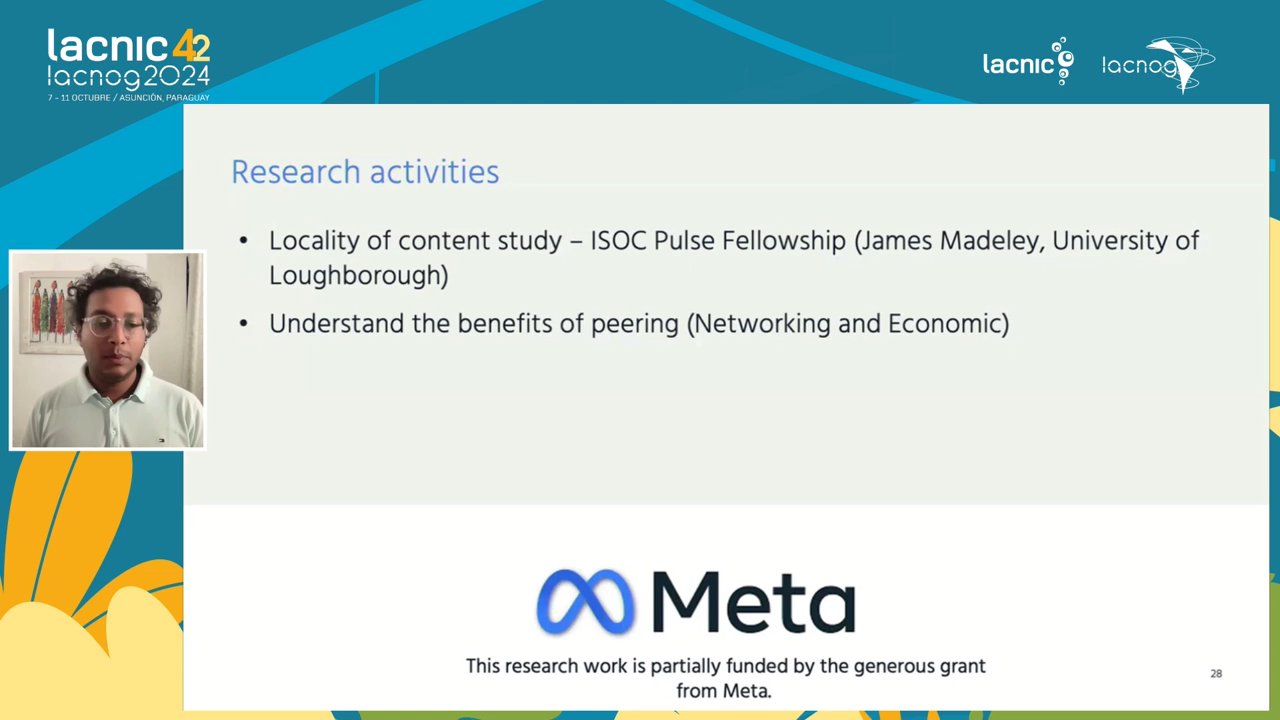 lacnic 42
lacnog2024
7 - 11 OCTUBRE / ASUNCIÓN, PARAGUAY
lacnic
lacnog
Research activities
• Locality of content study – ISOC Pulse Fellowship (James Madeley, University of
Loughborough)
• Understand the benefits of peering (Networking and Economic)
Meta
This research work is partially funded by the generous grant
from Meta.
28